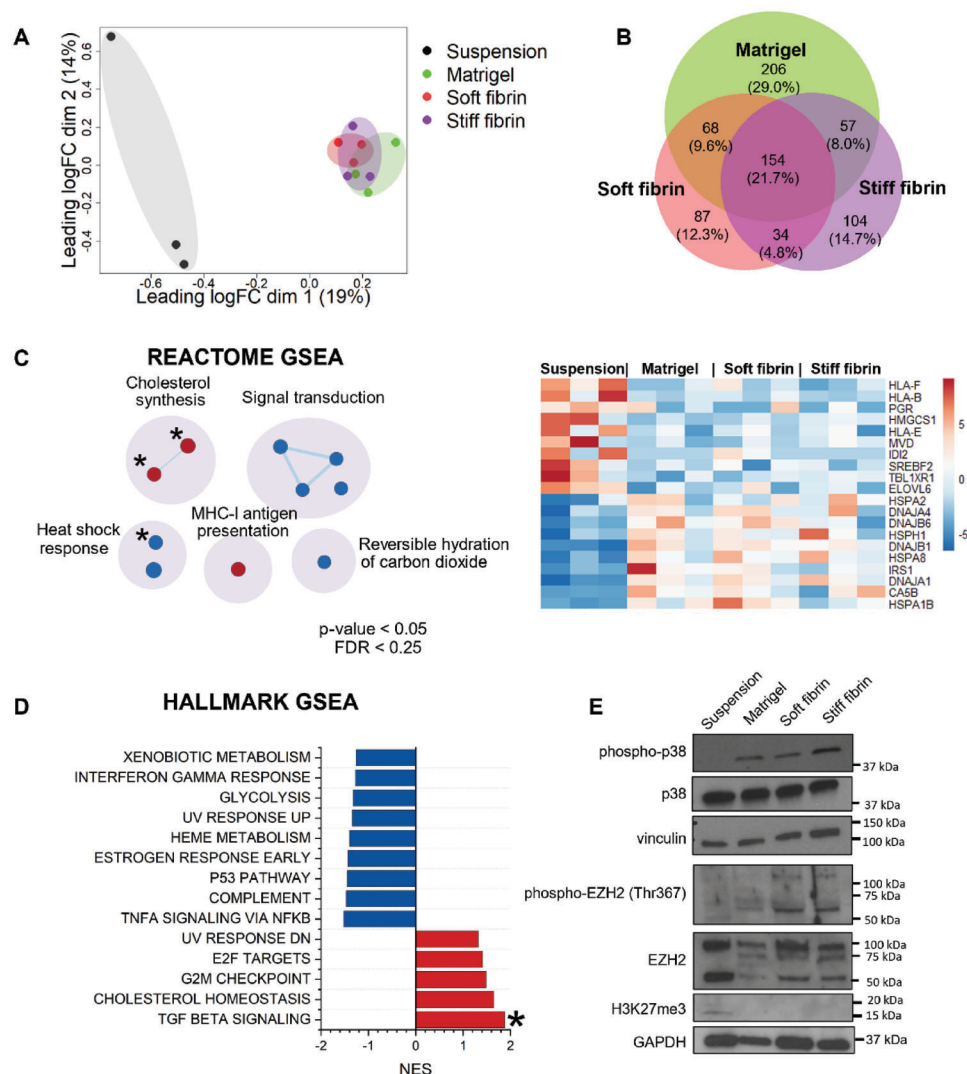 A
Leading logFC dim 2 (14%)
0.6
0.4
0.2
0.0
-0.2
-0.4
-0.6
-0.4
-0.2
0.0
0.2
Leading logFC dim 1 (19%)
Suspension
Matrigel
Soft fibrin
Stiff fibrin
B
Matrigel
206
(29.0%)
68
(9.6%)
57
(8.0%)
154
(21.7%)
Soft fibrin
Stiff fibrin
87
(12.3%)
104
(14.7%)
34
(4.8%)
C
REACTOME GSEA
Cholesterol
synthesis
Signal transduction
*
*
Heat shock
response
*
MHC-I antigen
presentation
Reversible hydration
of carbon dioxide
p-value < 0.05
FDR < 0.25
Suspension| Matrigel | Soft fibrin | Stiff fibrin
HLA-F
HLA-B
PGR
HMGCS1
HLA-E
MVD
IDI2
SREBF2
TBL1XR1
ELOVL6
HSPA2
DNAJA4
DNAJB6
HSPH1
DNAJB1
HSPA8
IRS1
DNAJA1
CA5B
HSPA1B
5
0
-5
D
HALLMARK GSEA
XENOBIOTIC METABOLISM
INTERFERON GAMMA RESPONSE
GLYCOLYSIS
UV RESPONSE UP
HEME METABOLISM
ESTROGEN RESPONSE EARLY
P53 PATHWAY
COMPLEMENT
TNFA SIGNALING VIA NFKB
UV RESPONSE DN
E2F TARGETS
G2M CHECKPOINT
CHOLESTEROL HOMEOSTASIS
TGF BETA SIGNALING
*
-2 -1 0 1 2
NES
E
Suspension
Matrigel
Soft fibrin
Stiff fibrin
phospho-p38
37 kDa
p38
37 kDa
vinculin
150 kDa
100 kDa
phospho-EZH2 (Thr367)
100 kDa
75 kDa
50 kDa
EZH2
100 kDa
75 kDa
50 kDa
H3K27me3
20 kDa
15 kDa
GAPDH
37 kDa